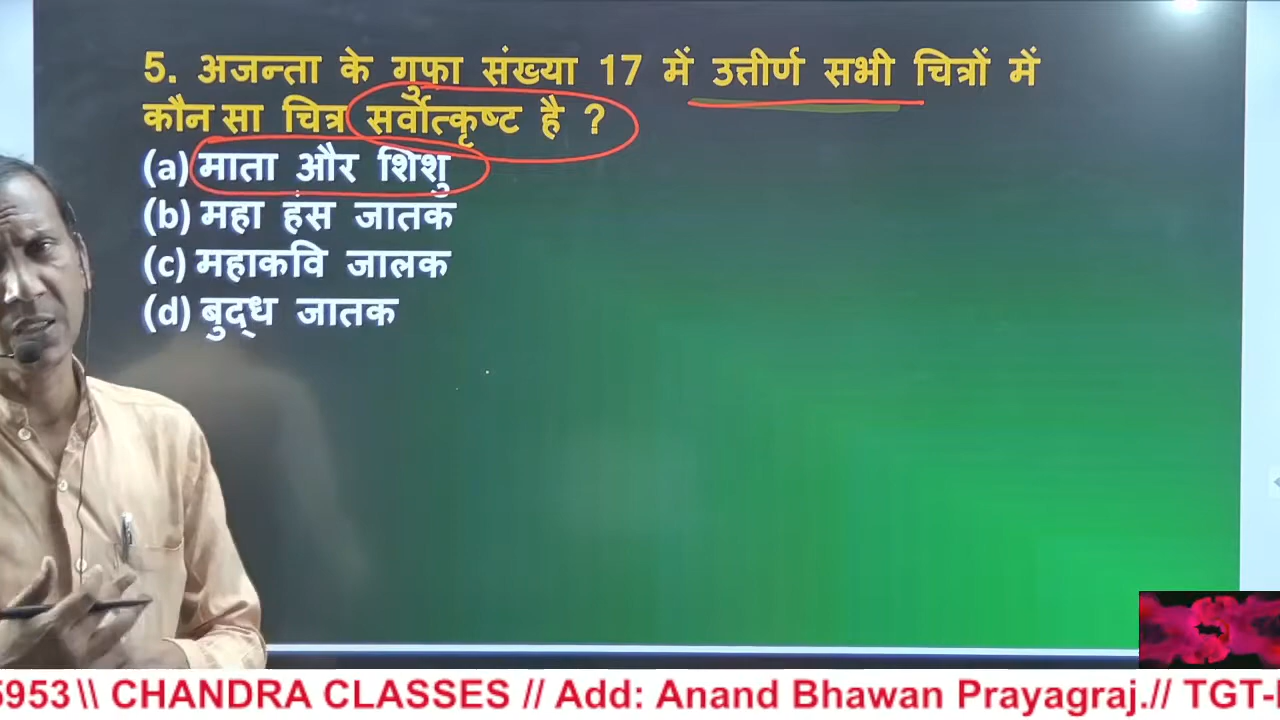 5. अजन्ता के गुफा संख्या 17 में उत्तीर्ण सभी चित्रों में
कौन सा चित्र सर्वोत्कृष्ट है ?
(a) माता और शिशु
(b) महा हंस जातक
(c) महाकवि जालक
(d) बुद्ध जातक
5953 \\ CHANDRA CLASSES // Add: Anand Bhawan Prayagraj.// TGT-